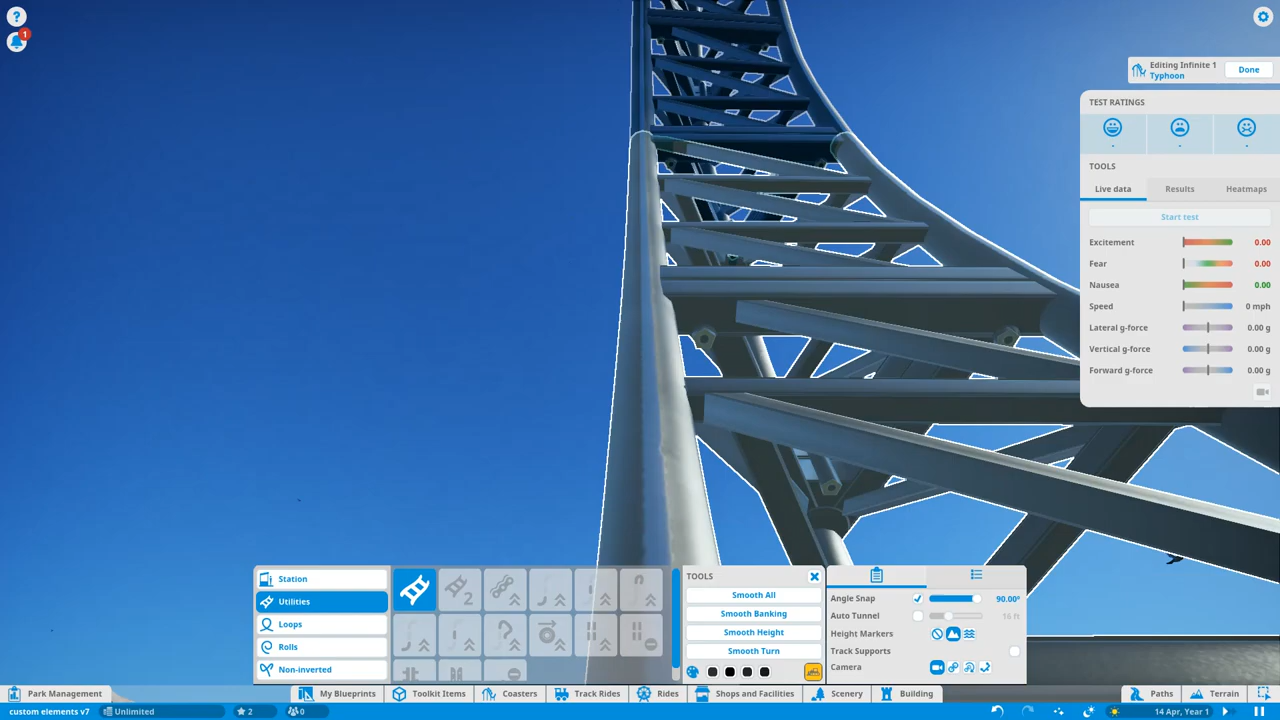 ?
1
Editing Infinite 1
Typhoon
Done
TEST RATINGS
- - -
TOOLS
Live data Results Heatmaps
Start test
Excitement 0.00
Fear 0.00
Nausea 0.00
Speed 0 mph
Lateral g-force 0.00 g
Vertical g-force 0.00 g
Forward g-force 0.00 g
Station
Utilities
Loops
Rolls
Non-inverted
2
TOOLS
Smooth All
Smooth Banking
Smooth Height
Smooth Turn
Angle Snap 90.00°
Auto Tunnel 16 ft
Height Markers
Track Supports
Camera
Park Management My Blueprints Toolkit Items Coasters Track Rides Rides Shops and Facilities Scenery Building Paths Terrain
custom elements v7 Unlimited 2 0 14 Apr, Year 1